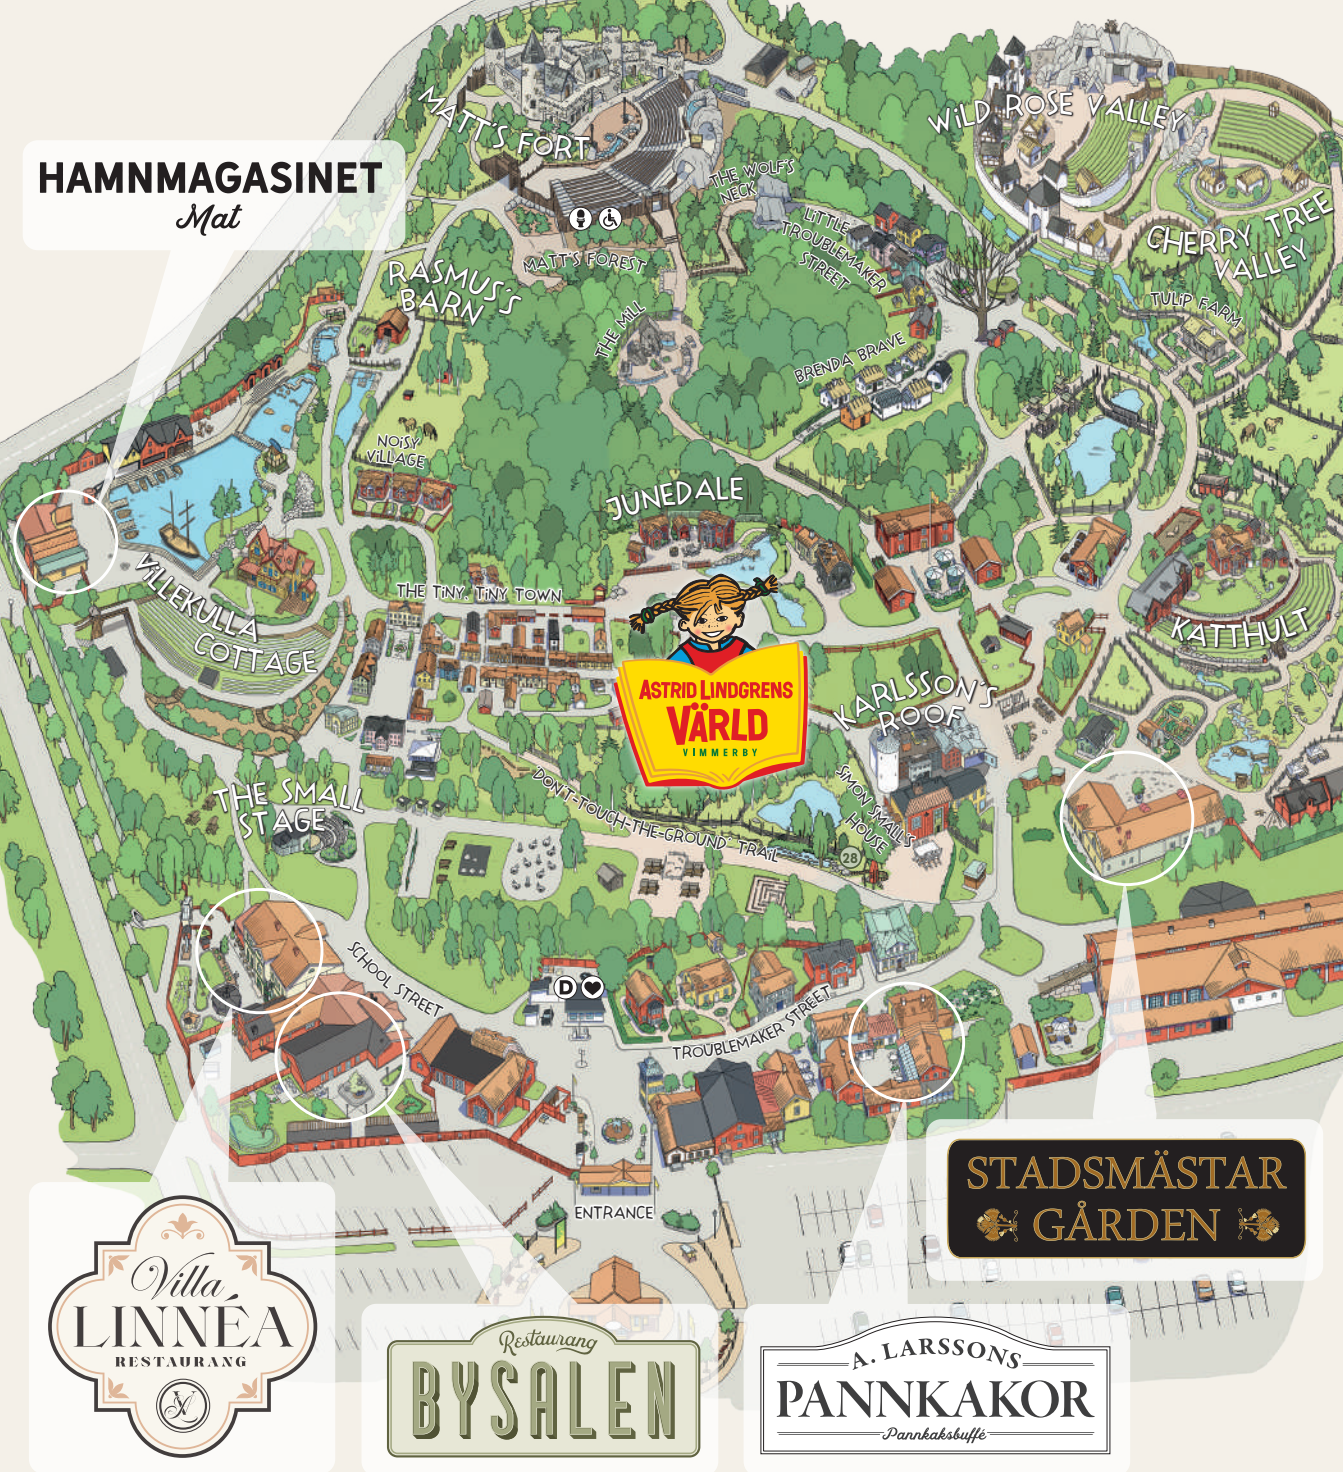 MATT'S FORT
WILD ROSE VALLEY
HAMNMAGASINET
Mat
THE WOLF'S
NECK
LITTLE
TROUBLEMAKER
STREET
CHERRY TREE
VALLEY
MATT'S FOREST
RASMUS'S
BARN
TULIP FARM
THE MILL
BRENDA BRAVE
NOISY
VILLAGE
JUNEDALE
VILLEKULLA
COTTAGE
THE TINY, TINY TOWN
KATTHULT
ASTRID LINDGRENS
VÄRLD
VIMMERBY
KARLSSON'S
ROOF
THE SMALL
STAGE
"DON'T-TOUCH-THE-GROUND" TRAIL
SIMON SMALL'S
HOUSE
28
SCHOOL STREET
D
TROUBLEMAKER STREET
ENTRANCE
STADSMÄSTAR
GÅRDEN
Villa
LINNÉA
RESTAURANG
Restaurang
BYSALEN
A. LARSSONS
PANNKAKOR
Pannkaksbuffé